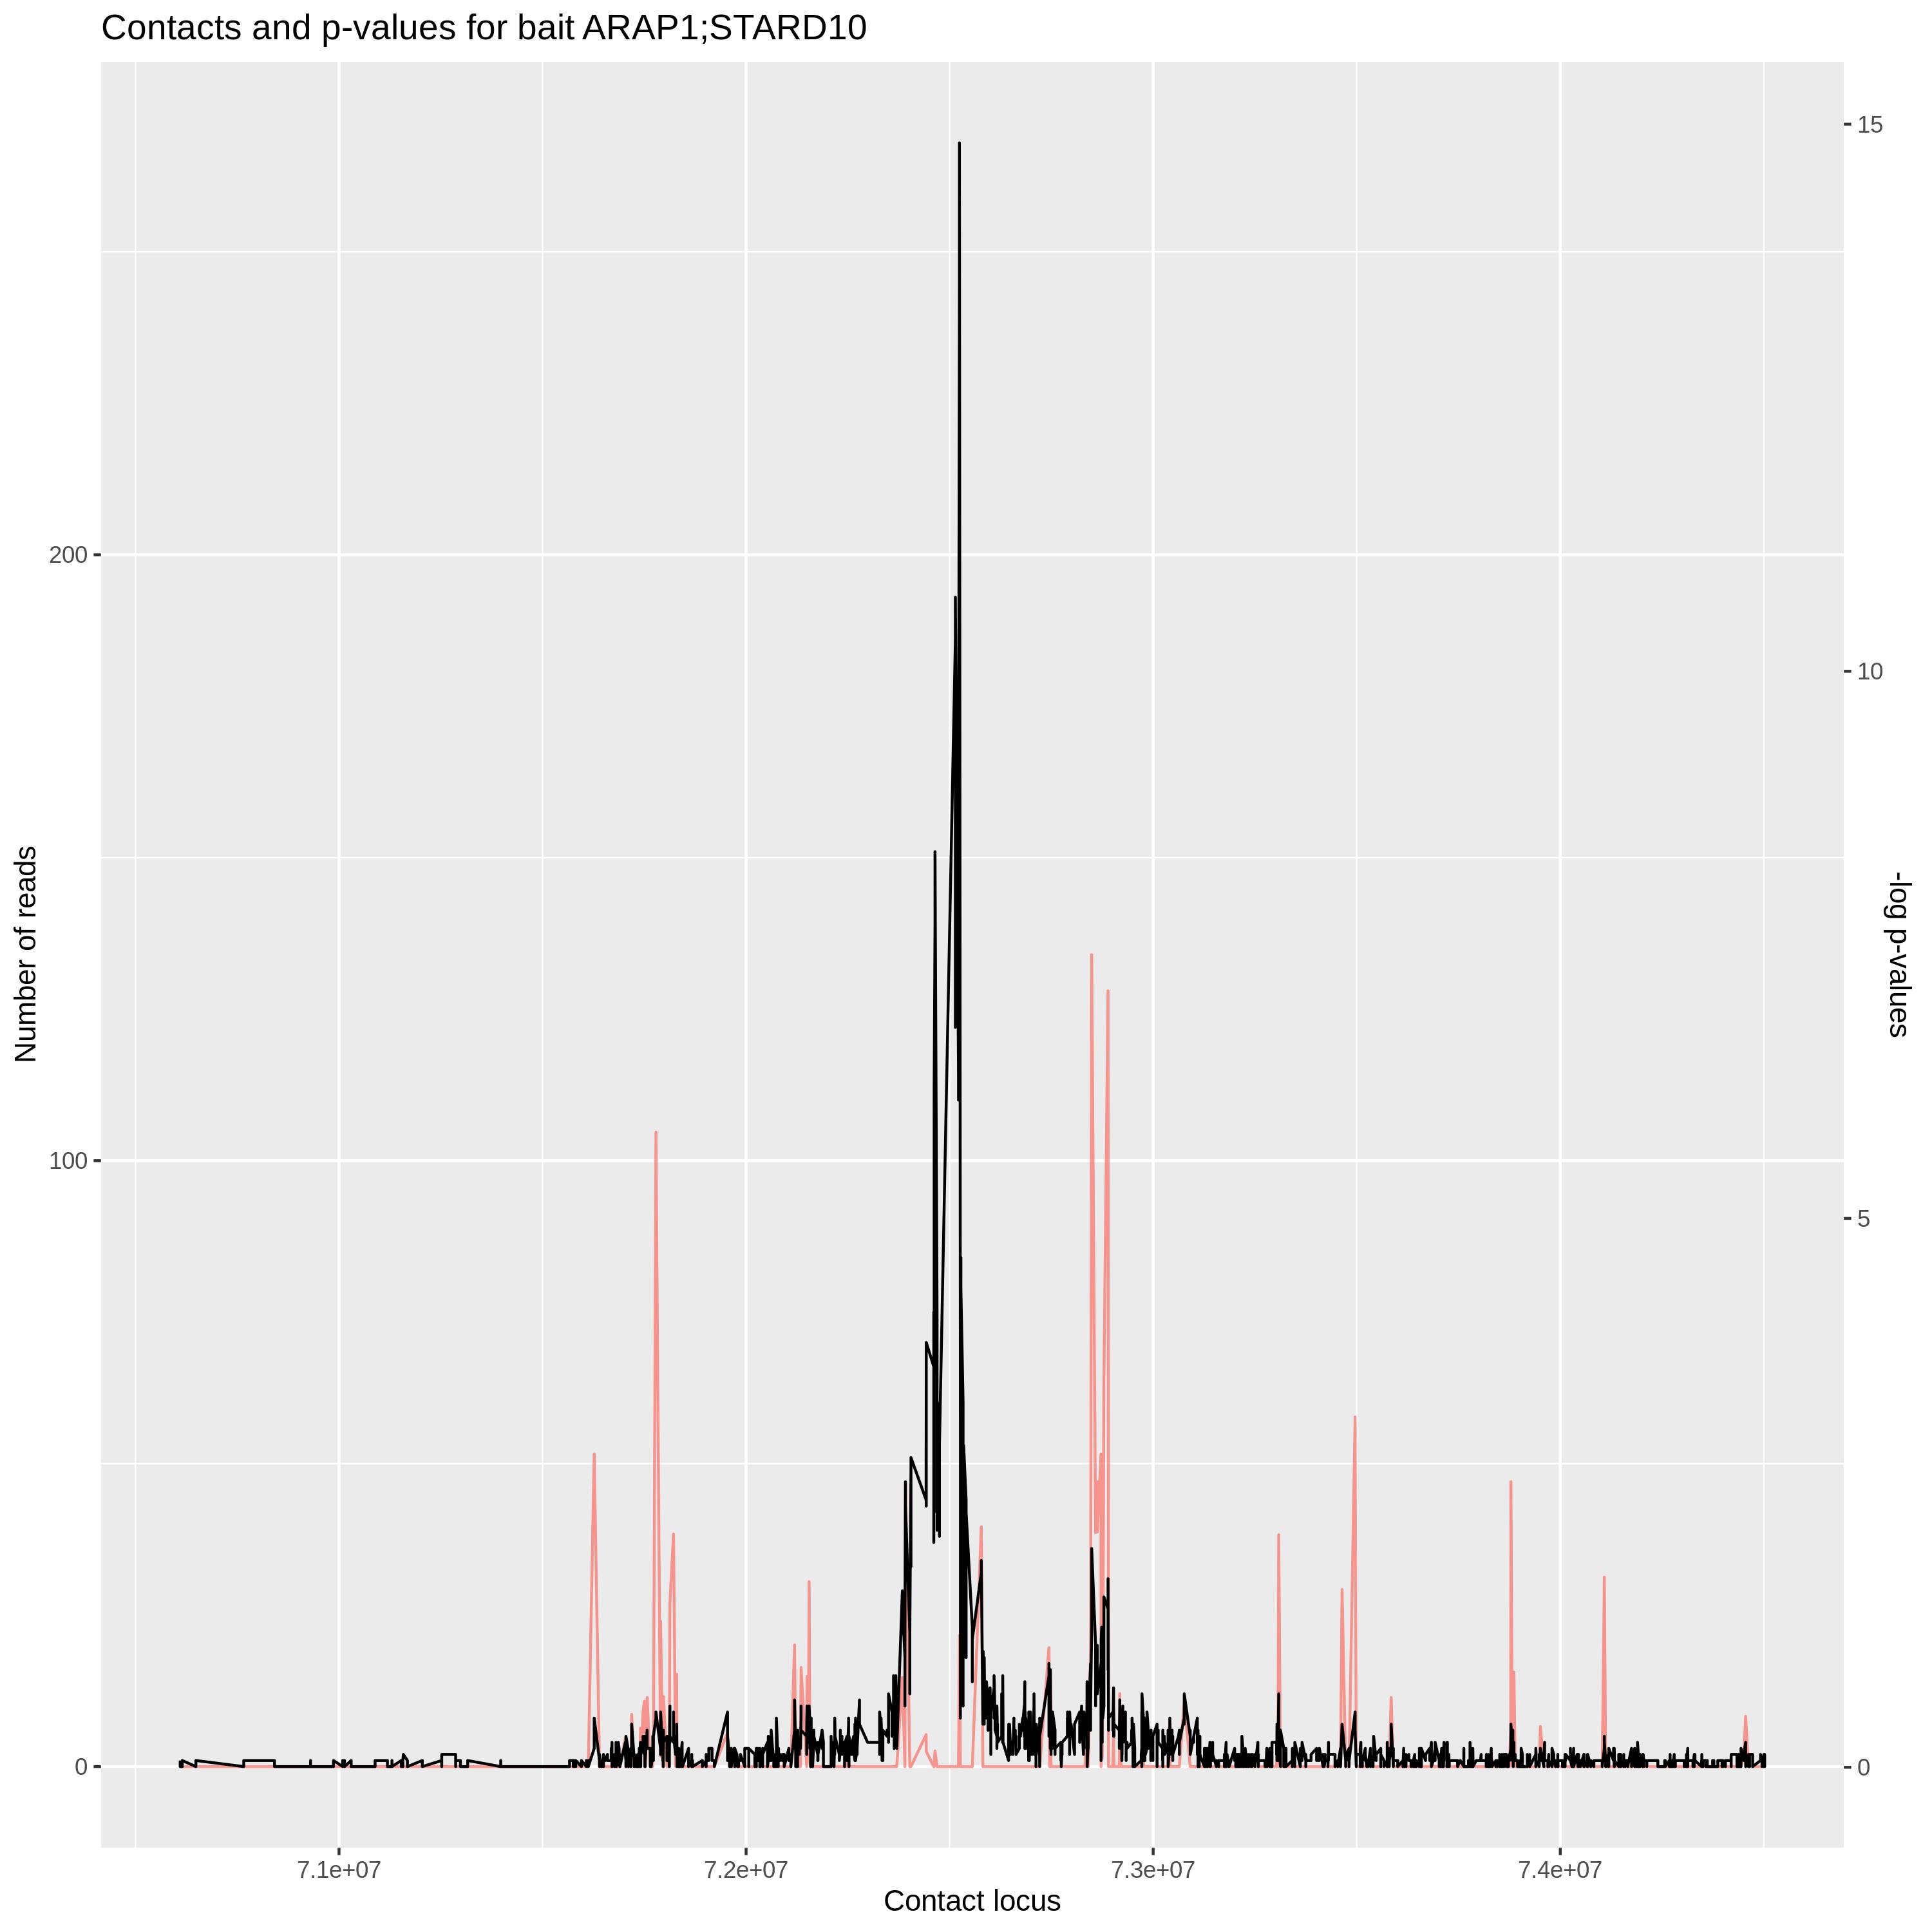 Contacts and p-values for bait ARAP1;STARD10
15
200
10
Number of reads
-log p-values
100
5
0
0
7.1e+07
7.2e+07
7.3e+07
7.4e+07
Contact locus